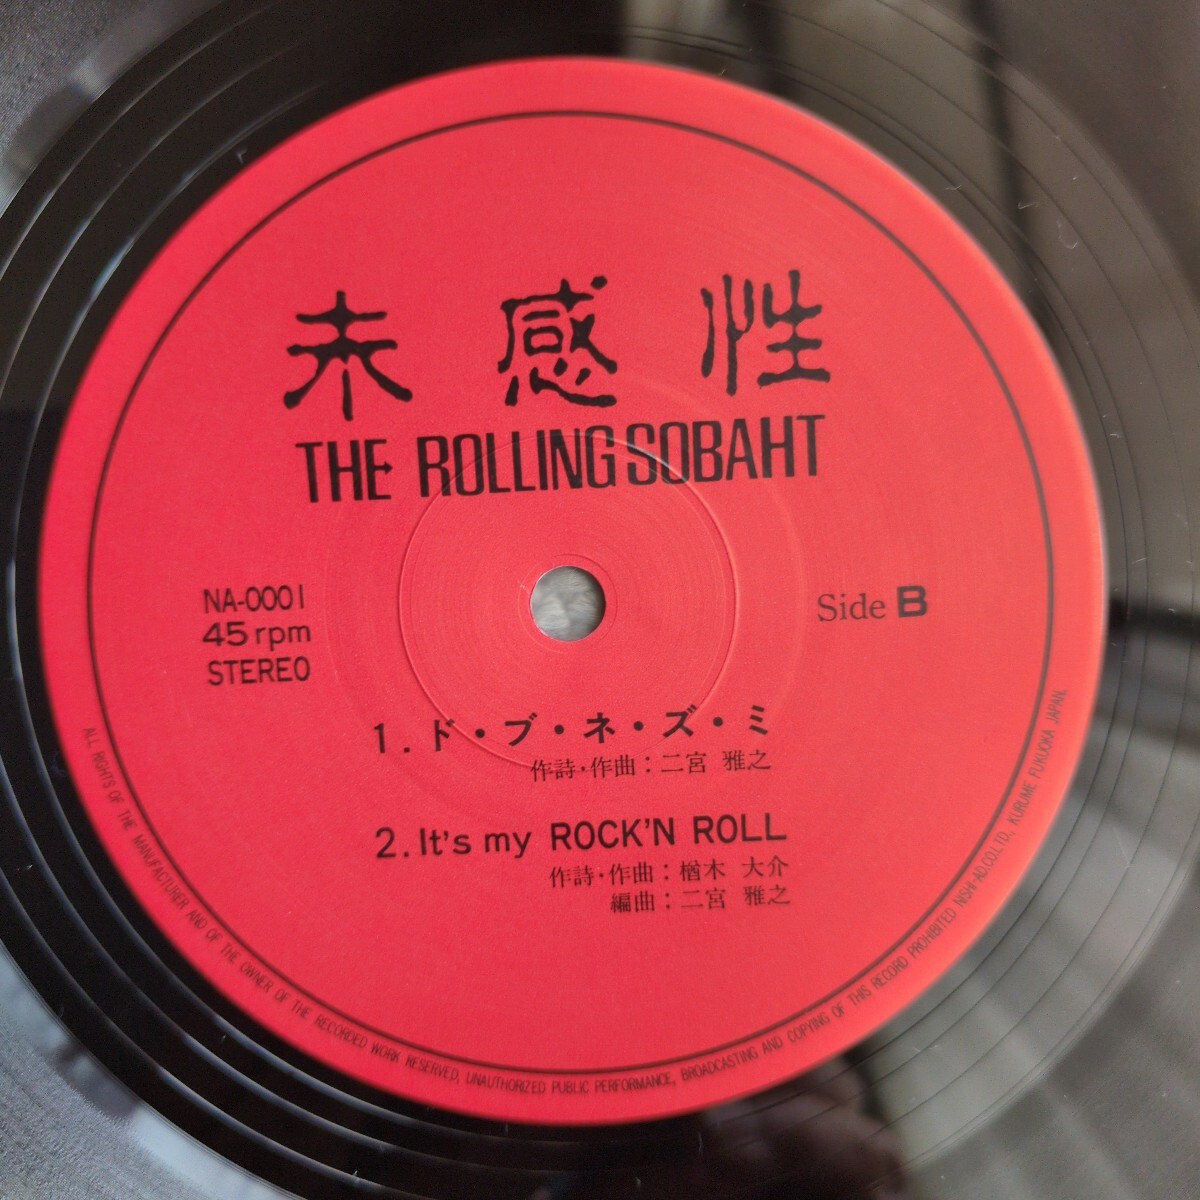 未感性
THE ROLLING SOBAHT
NA-0001
45rpm
STEREO
Side B
1.ド・ブ・ネ・ズ・ミ
作詩・作曲：二宮 雅之
2.It's my ROCK'N ROLL
作詩・作曲：楢木 大介
編曲：二宮 雅之
ALL RIGHTS OF THE MANUFACTURER AND OF THE OWNER OF THE RECORDED WORK RESERVED, UNAUTHORIZED PUBLIC PERFORMANCE, BROADCASTING AND COPYING OF THIS RECORD PROHIBITED NISHI-AD.CO.LTD, KURUME FUKUOKA JAPAN.